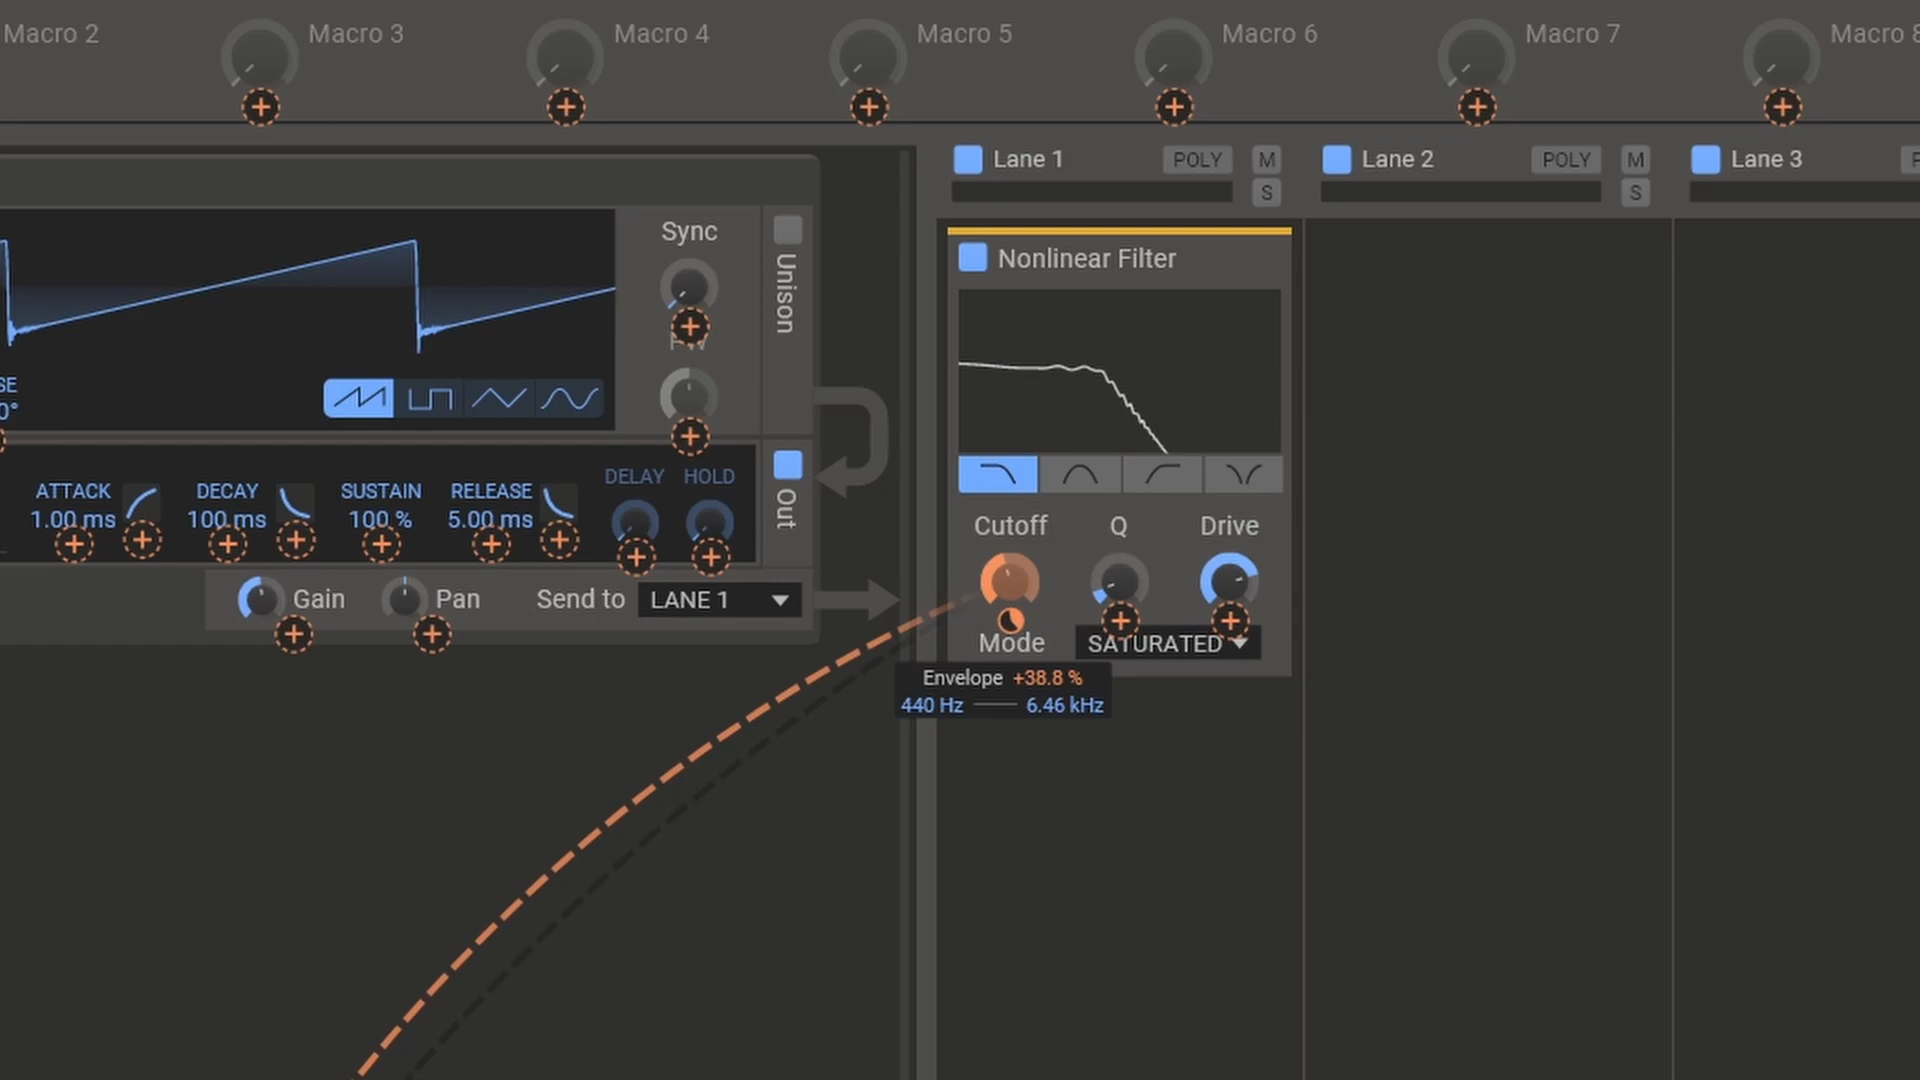 Macro 2
Macro 3
Macro 4
Macro 5
Macro 6
Macro 7
Macro 8
Lane 1 POLY M
S
Lane 2 POLY M
S
Lane 3
Sync
Unison
Nonlinear Filter
ATTACK
1.00 ms
DECAY
100 ms
SUSTAIN
100 %
RELEASE
5.00 ms
DELAY
HOLD
Out
Gain
Pan
Send to LANE 1
Cutoff
Q
Drive
Mode SATURATED
Envelope +38.8 %
440 Hz 6.46 kHz